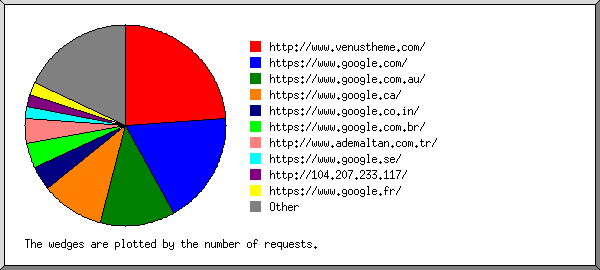 http://www.venustheme.com/
https://www.google.com/
https://www.google.com.au/
https://www.google.ca/
https://www.google.co.in/
https://www.google.com.br/
http://www.ademaltan.com.tr/
https://www.google.se/
http://104.207.233.117/
https://www.google.fr/
Other
The wedges are plotted by the number of requests.